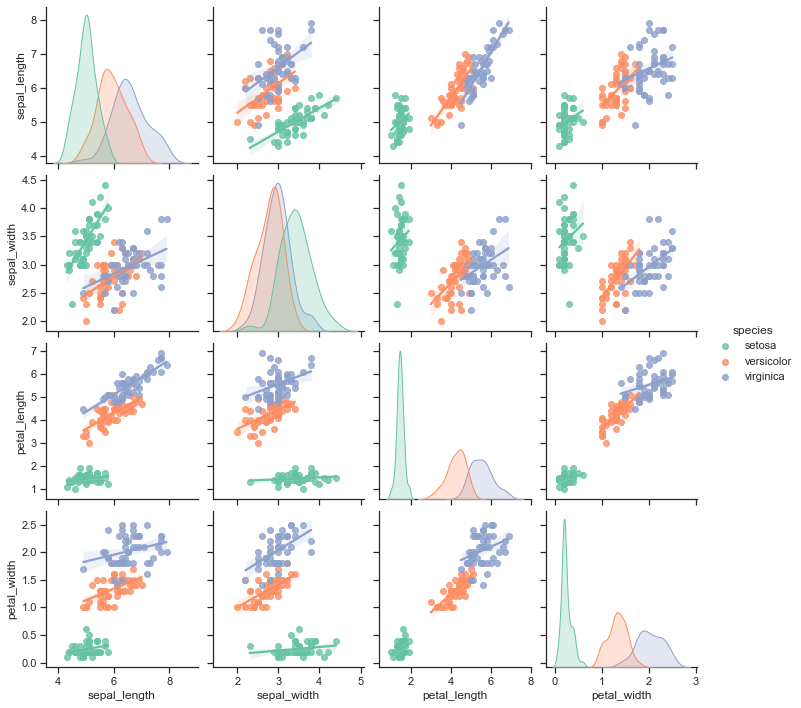 sepal_length
8
7
6
5
4
sepal_width
4.5
4.0
3.5
3.0
2.5
2.0
petal_length
7
6
5
4
3
2
1
petal_width
2.5
2.0
1.5
1.0
0.5
0.0
4 6 8
sepal_length
2 3 4 5
sepal_width
2 4 6 8
petal_length
0 1 2 3
petal_width
species
setosa
versicolor
virginica